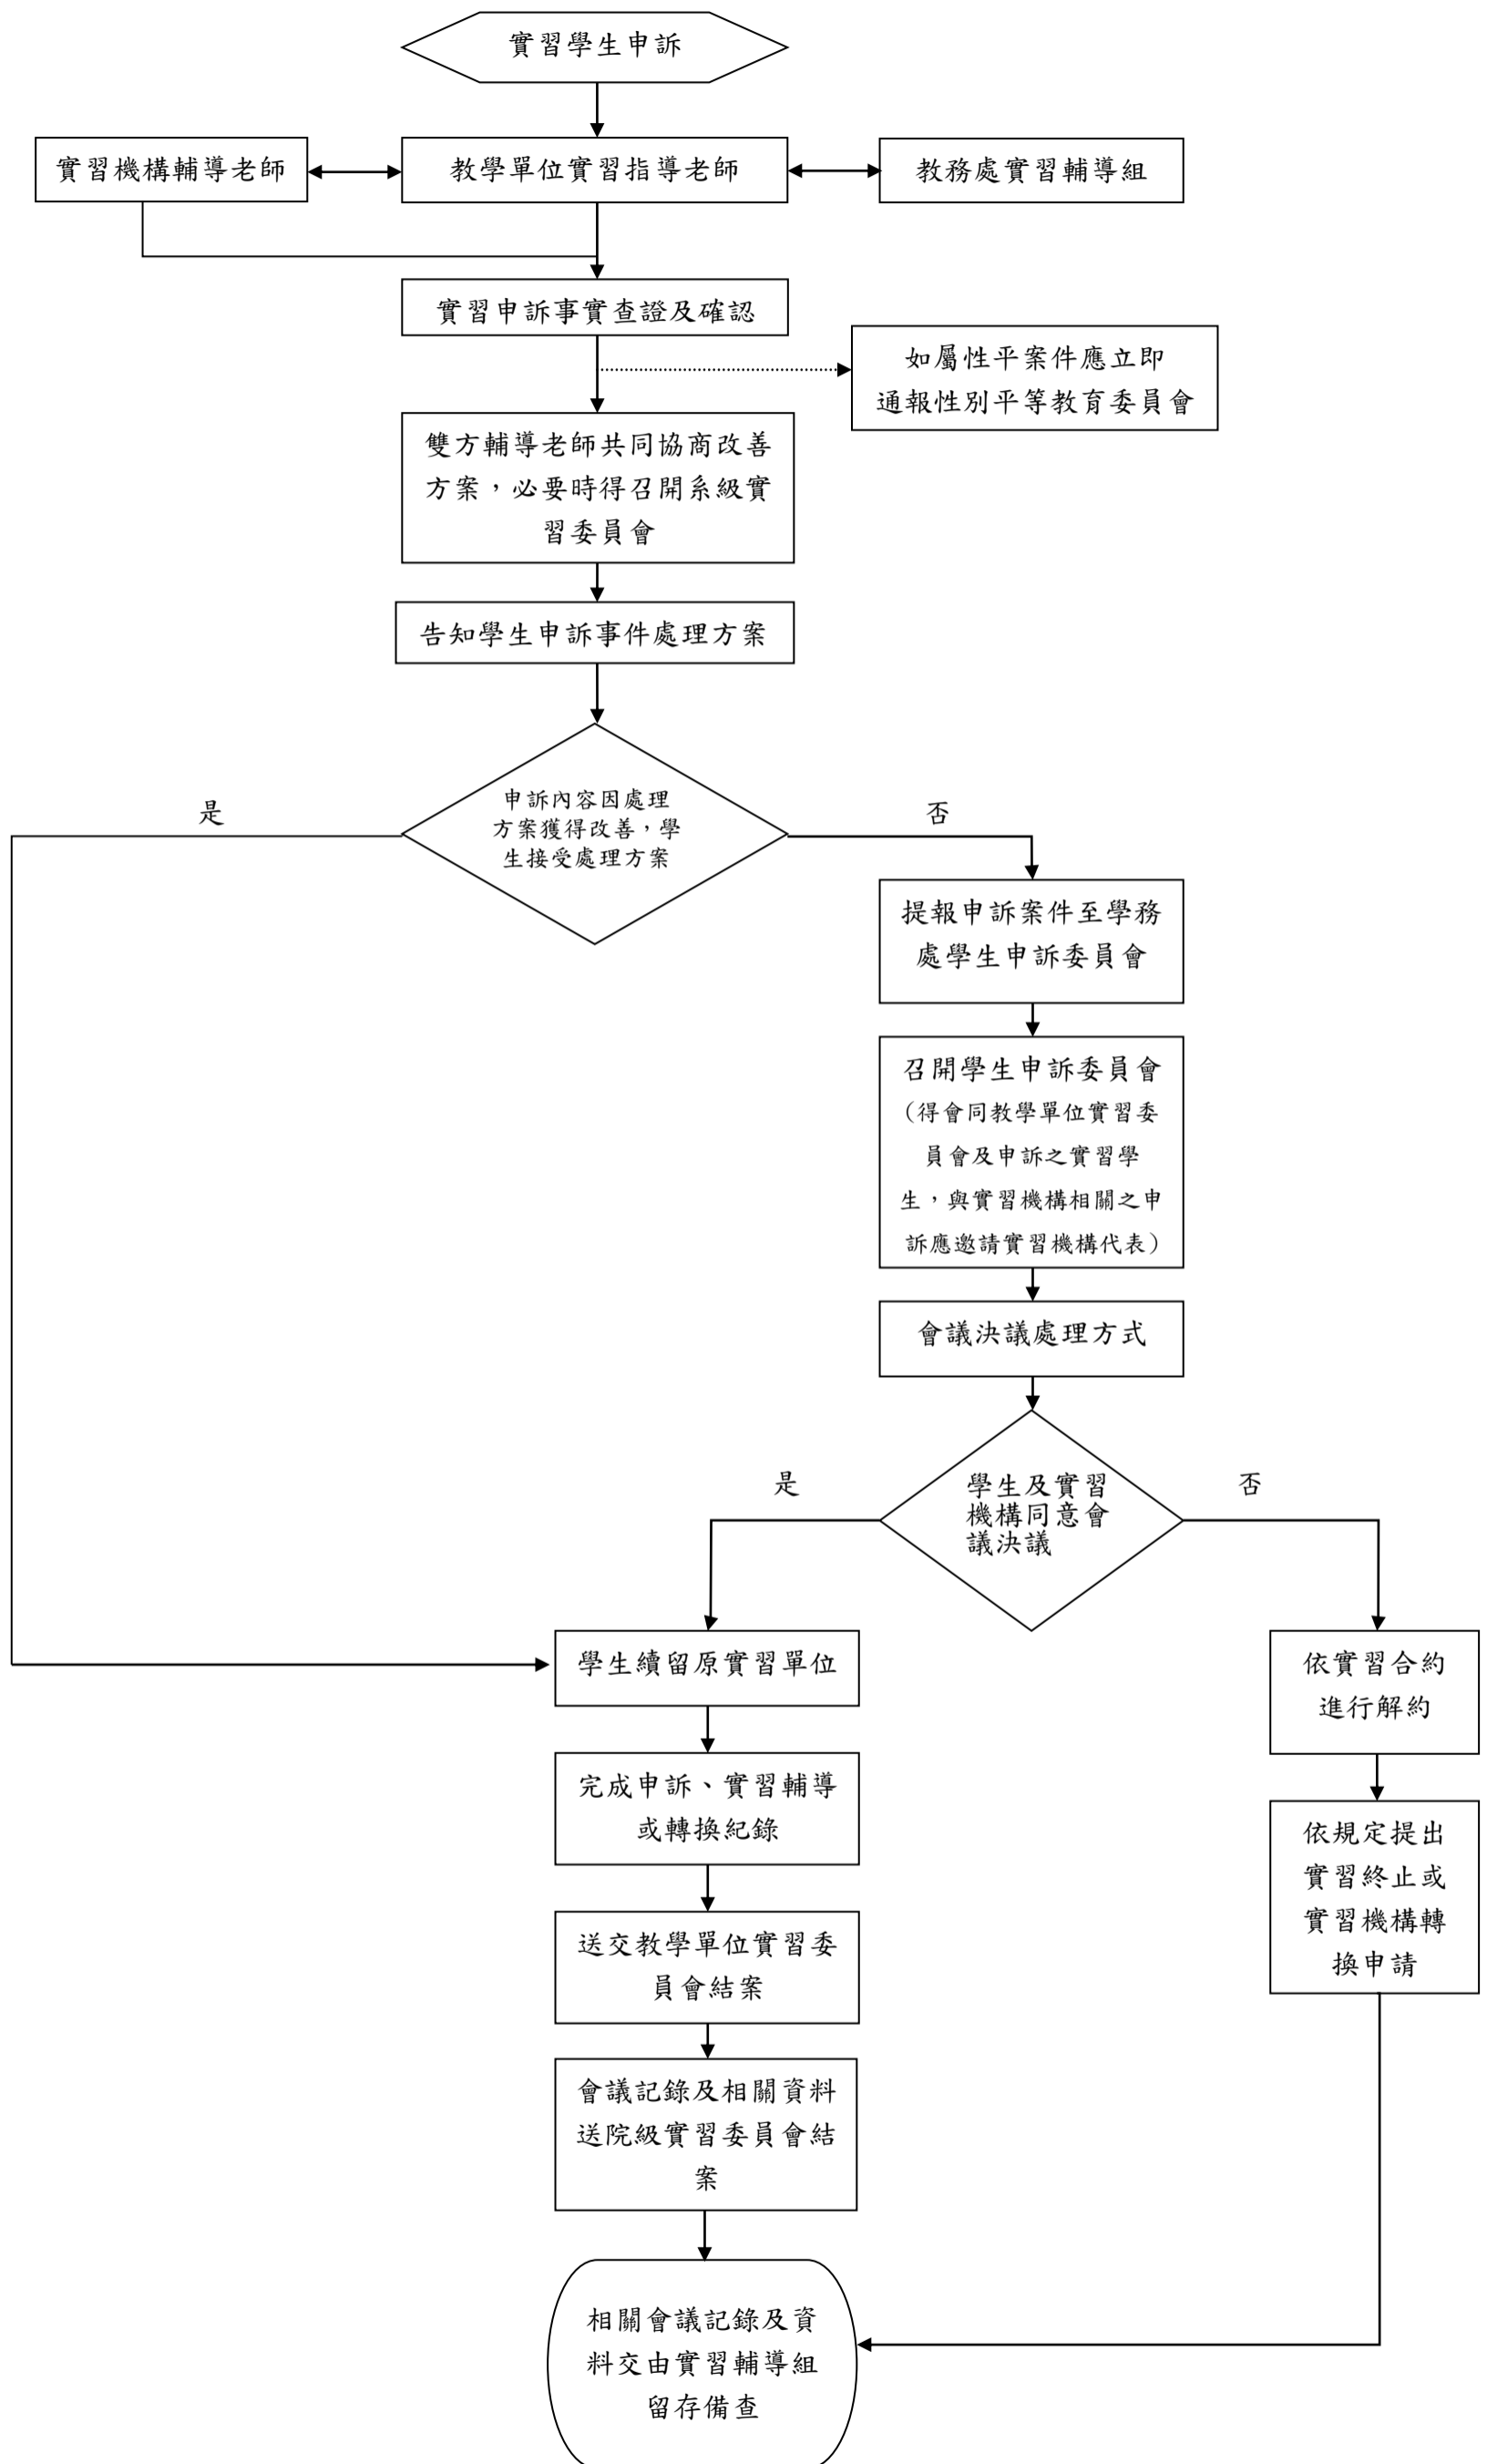 實習學生申訴
實習機構輔導老師
教學單位實習指導老師
教務處實習輔導組
實習申訴事實查證及確認
如屬性平案件應立即
通報性別平等教育委員會
雙方輔導老師共同協商改善
方案，必要時得召開系級實
習委員會
告知學生申訴事件處理方案
申訴內容因處理
方案獲得改善，學
生接受處理方案
是
否
提報申訴案件至學務
處學生申訴委員會
召開學生申訴委員會
（得會同教學單位實習委
員會及申訴之實習學
生，與實習機構相關之申
訴應邀請實習機構代表）
會議決議處理方式
學生及實習
機構同意會
議決議
是
否
學生續留原實習單位
依實習合約
進行解約
完成申訴、實習輔導
或轉換紀錄
依規定提出
實習終止或
實習機構轉
換申請
送交教學單位實習委
員會結案
會議記錄及相關資料
送院級實習委員會結
案
相關會議記錄及資
料交由實習輔導組
留存備查